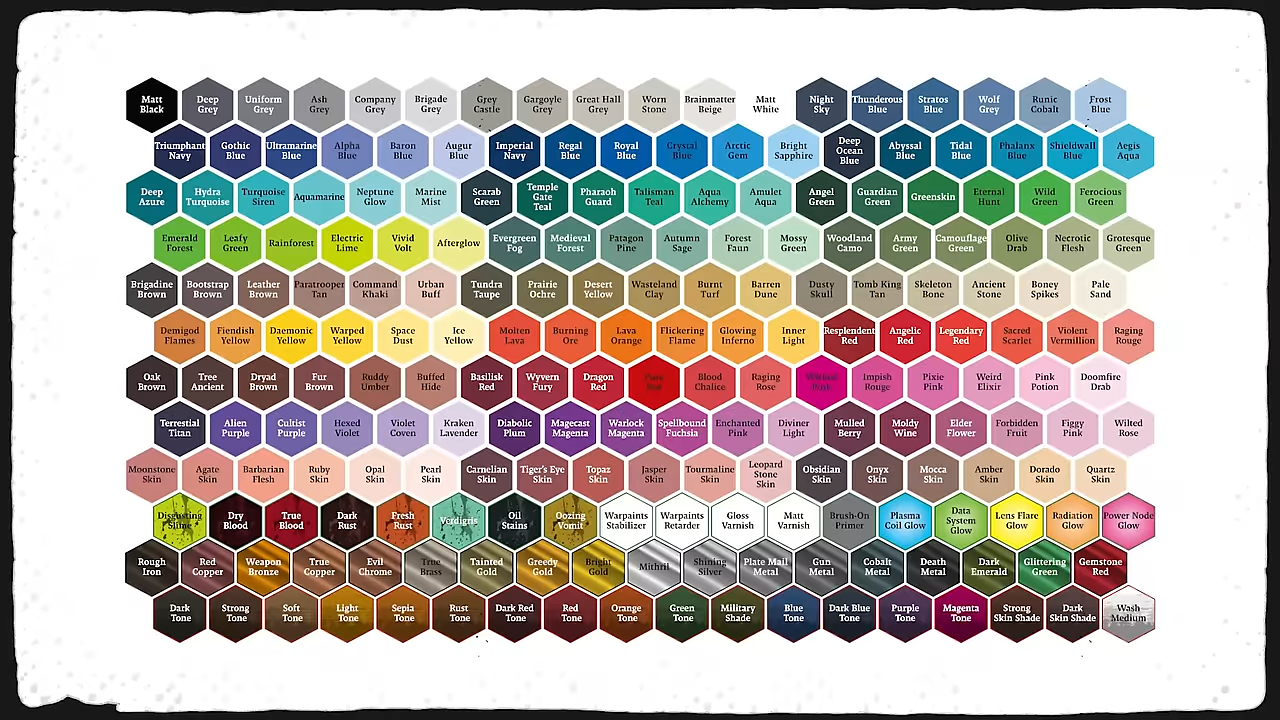 Matt Black
Deep Grey
Uniform Grey
Ash Grey
Company Grey
Brigade Grey
Grey Castle
Gargoyle Grey
Great Hall Grey
Worn Stone
Brainmatter Beige
Matt White
Night Sky
Thunderous Blue
Stratos Blue
Wolf Grey
Runic Cobalt
Frost Blue
Triumphant Navy
Gothic Blue
Ultramarine Blue
Alpha Blue
Baron Blue
Augur Blue
Imperial Navy
Regal Blue
Royal Blue
Crystal Blue
Arctic Gem
Bright Sapphire
Deep Ocean Blue
Abyssal Blue
Tidal Blue
Phalanx Blue
Shieldwall Blue
Aegis Aqua
Deep Azure
Hydra Turquoise
Turquoise Siren
Aquamarine
Neptune Glow
Marine Mist
Scarab Green
Temple Gate Teal
Pharaoh Guard
Talisman Teal
Aqua Alchemy
Amulet Aqua
Angel Green
Guardian Green
Greenskin
Eternal Hunt
Wild Green
Ferocious Green
Emerald Forest
Leafy Green
Rainforest
Electric Lime
Vivid Volt
Afterglow
Evergreen Fog
Medieval Forest
Patagon Pine
Autumn Sage
Forest Faun
Mossy Green
Woodland Camo
Army Green
Camouflage Green
Olive Drab
Necrotic Flesh
Grotesque Green
Brigadine Brown
Bootstrap Brown
Leather Brown
Paratrooper Tan
Command Khaki
Urban Buff
Tundra Taupe
Prairie Ochre
Desert Yellow
Wasteland Clay
Burnt Turf
Barren Dune
Dusty Skull
Tomb King Tan
Skeleton Bone
Ancient Stone
Boney Spikes
Pale Sand
Demigod Flames
Fiendish Yellow
Daemonic Yellow
Warped Yellow
Space Dust
Ice Yellow
Molten Lava
Burning Ore
Lava Orange
Flickering Flame
Glowing Inferno
Inner Light
Resplendent Red
Angelic Red
Legendary Red
Sacred Scarlet
Violent Vermillion
Raging Rouge
Oak Brown
Tree Ancient
Dryad Brown
Fur Brown
Ruddy Umber
Buffed Hide
Basilisk Red
Wyvern Fury
Dragon Red
Pure Red
Blood Chalice
Raging Rose
Wicked Pink
Impish Rouge
Pixie Pink
Weird Elixir
Pink Potion
Doomfire Drab
Terrestial Titan
Alien Purple
Cultist Purple
Hexed Violet
Violet Coven
Kraken Lavender
Diabolic Plum
Magecast Magenta
Warlock Magenta
Spellbound Fuchsia
Enchanted Pink
Diviner Light
Mulled Berry
Moldy Wine
Elder Flower
Forbidden Fruit
Figgy Pink
Wilted Rose
Moonstone Skin
Agate Skin
Barbarian Flesh
Ruby Skin
Opal Skin
Pearl Skin
Carnelian Skin
Tiger's Eye Skin
Topaz Skin
Jasper Skin
Tourmaline Skin
Leopard Stone Skin
Obsidian Skin
Onyx Skin
Mocca Skin
Amber Skin
Dorado Skin
Quartz Skin
Disgusting Slime
Dry Blood
True Blood
Dark Rust
Fresh Rust
Verdigris
Oil Stains
Oozing Vomit
Warpaints Stabilizer
Warpaints Retarder
Gloss Varnish
Matt Varnish
Brush-On Primer
Plasma Coil Glow
Data System Glow
Lens Flare Glow
Radiation Glow
Power Node Glow
Rough Iron
Red Copper
Weapon Bronze
True Copper
Evil Chrome
True Brass
Tainted Gold
Greedy Gold
Bright Gold
Mithril
Shining Silver
Plate Mail Metal
Gun Metal
Cobalt Metal
Death Metal
Dark Emerald
Glittering Green
Gemstone Red
Dark Tone
Strong Tone
Soft Tone
Light Tone
Sepia Tone
Rust Tone
Dark Red Tone
Red Tone
Orange Tone
Green Tone
Military Shade
Blue Tone
Dark Blue Tone
Purple Tone
Magenta Tone
Strong Skin Shade
Dark Skin Shade
Wash Medium